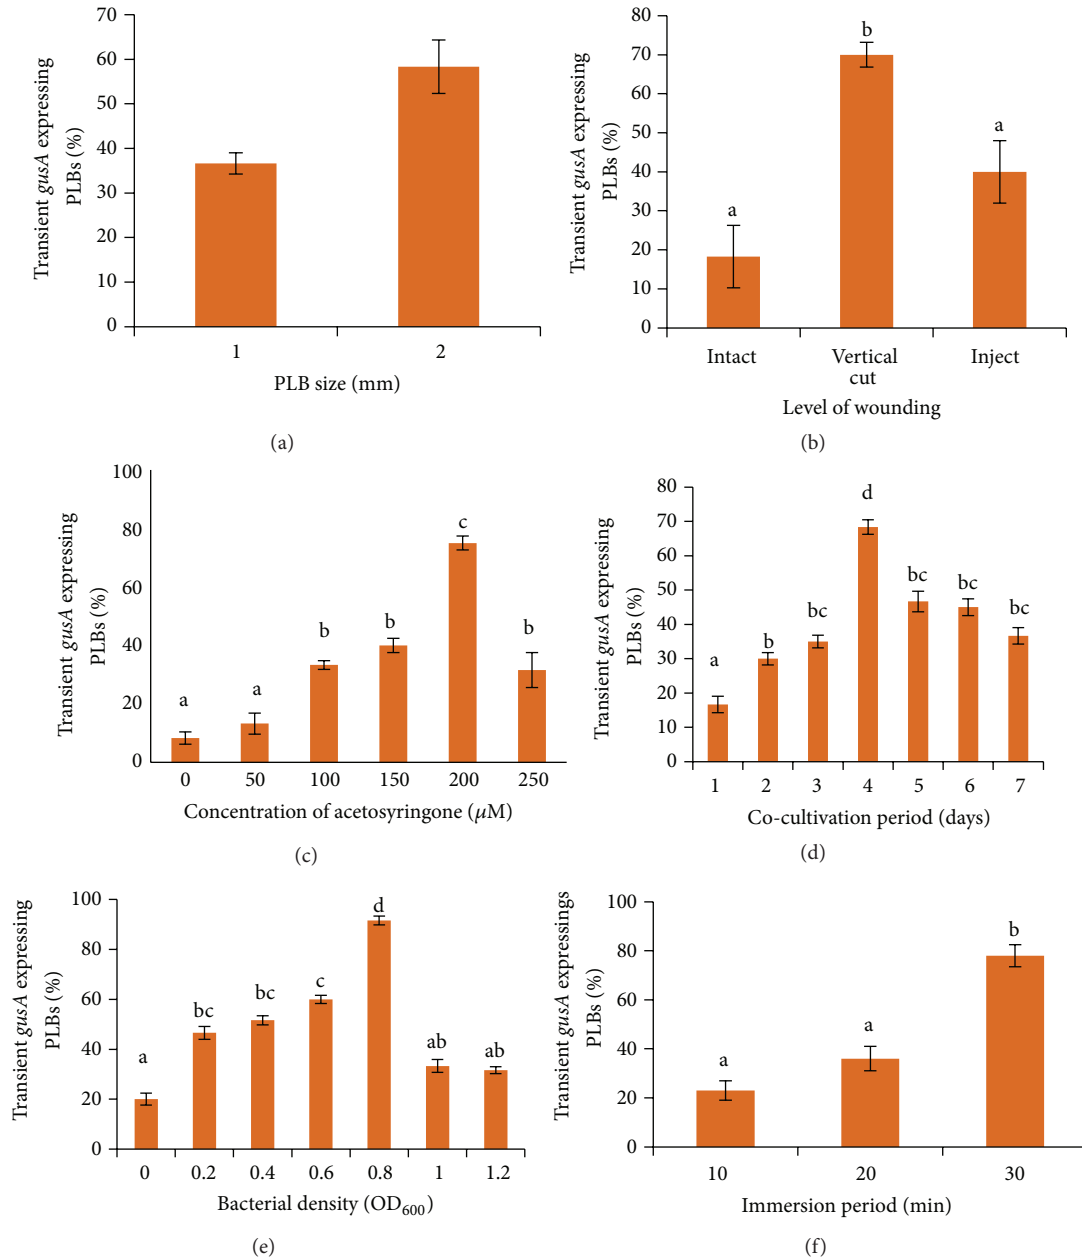 Transient gusA expressing
PLBs (%)
70
60
50
40
30
20
10
0
1
2
PLB size (mm)
(a)
Transient gusA expressing
PLBs (%)
80
70
60
50
40
30
20
10
0
a
b
a
Intact
Vertical
cut
Inject
Level of wounding
(b)
Transient gusA expressing
PLBs (%)
100
80
60
40
20
0
a
a
b
b
c
b
0
50
100
150
200
250
Concentration of acetosyringone (μM)
(c)
Transient gusA expressing
PLBs (%)
80
70
60
50
40
30
20
10
0
a
b
bc
d
bc
bc
bc
1
2
3
4
5
6
7
Co-cultivation period (days)
(d)
Transient gusA expressing
PLBs (%)
100
80
60
40
20
0
a
bc
bc
c
d
ab
ab
0
0.2
0.4
0.6
0.8
1
1.2
Bacterial density (OD600)
(e)
Transient gusA expressings
PLBs (%)
100
80
60
40
20
0
a
a
b
10
20
30
Immersion period (min)
(f)